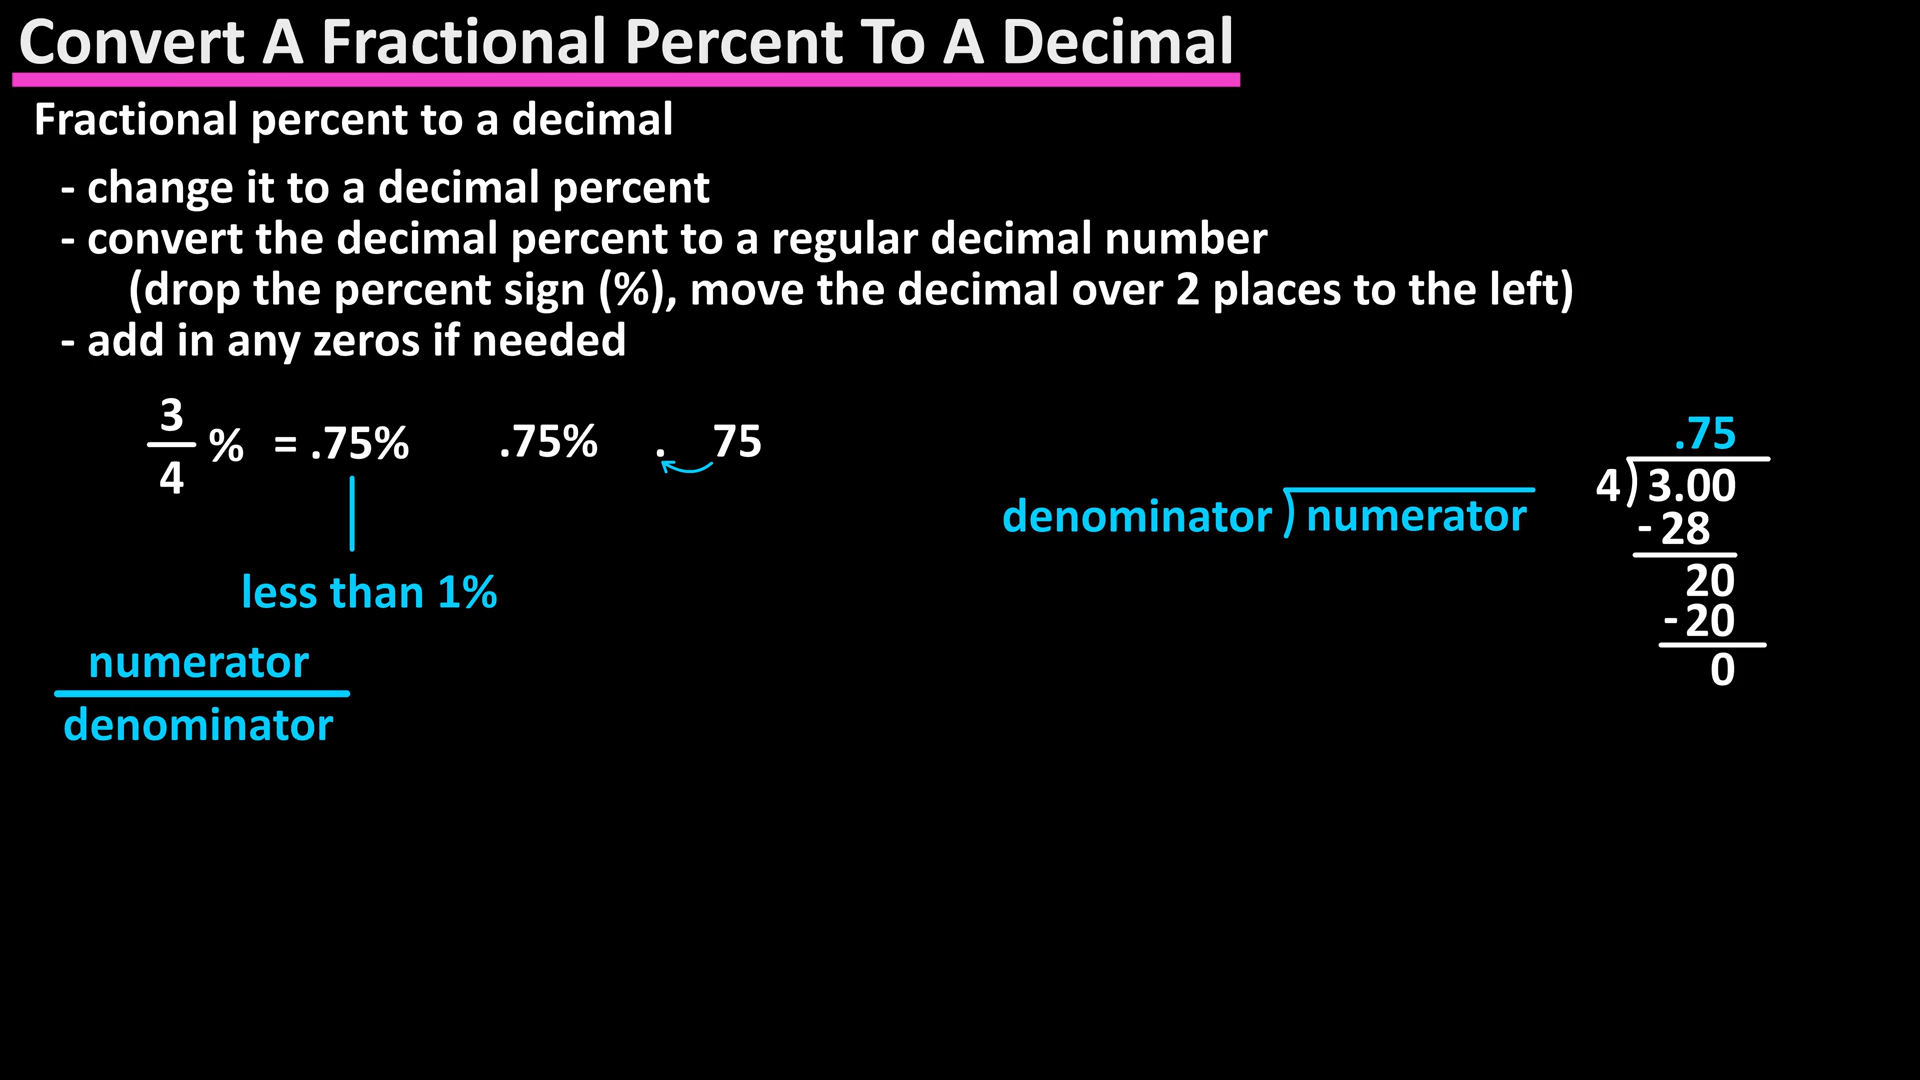 Convert A Fractional Percent To A Decimal
Fractional percent to a decimal
- change it to a decimal percent
- convert the decimal percent to a regular decimal number
(drop the percent sign (%), move the decimal over 2 places to the left)
- add in any zeros if needed
3
4
% = .75%
.75%
. 75
less than 1%
numerator
denominator
denominator ) numerator
.75
4)3.00
-28
20
-20
0